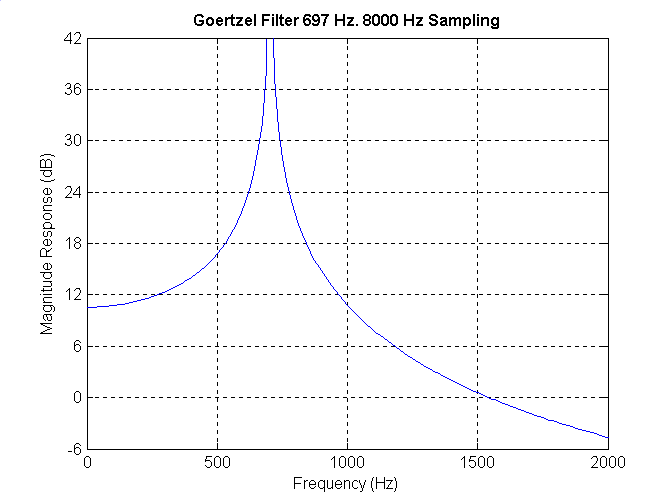 Goertzel Filter 697 Hz. 8000 Hz Sampling
42
36
30
24
18
12
6
0
-6
Magnitude Response (dB)
0 500 1000 1500 2000
Frequency (Hz)